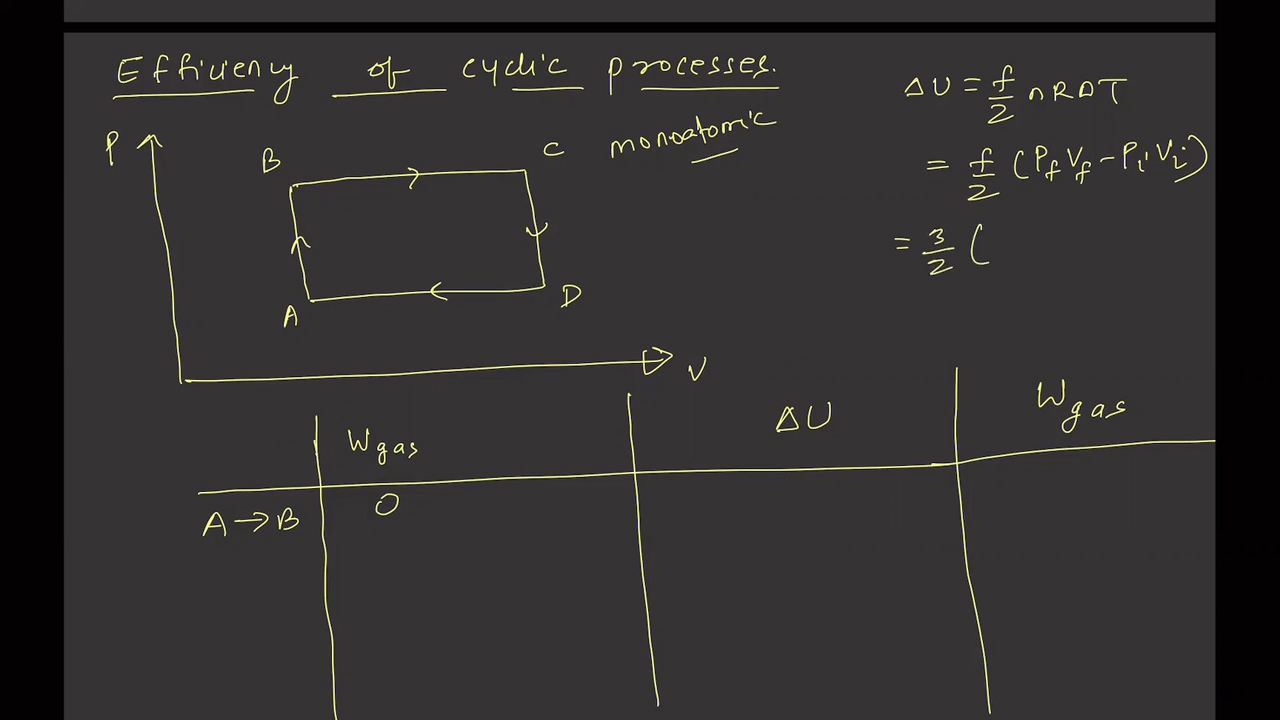 Efficiency of cyclic processes.
P
B
C
monoatomic
A
D
V
ΔU = f/2 nRΔT
= f/2 (PfVf - PiVi)
= 3/2 (
Wgas ΔU Wgas
A→B 0